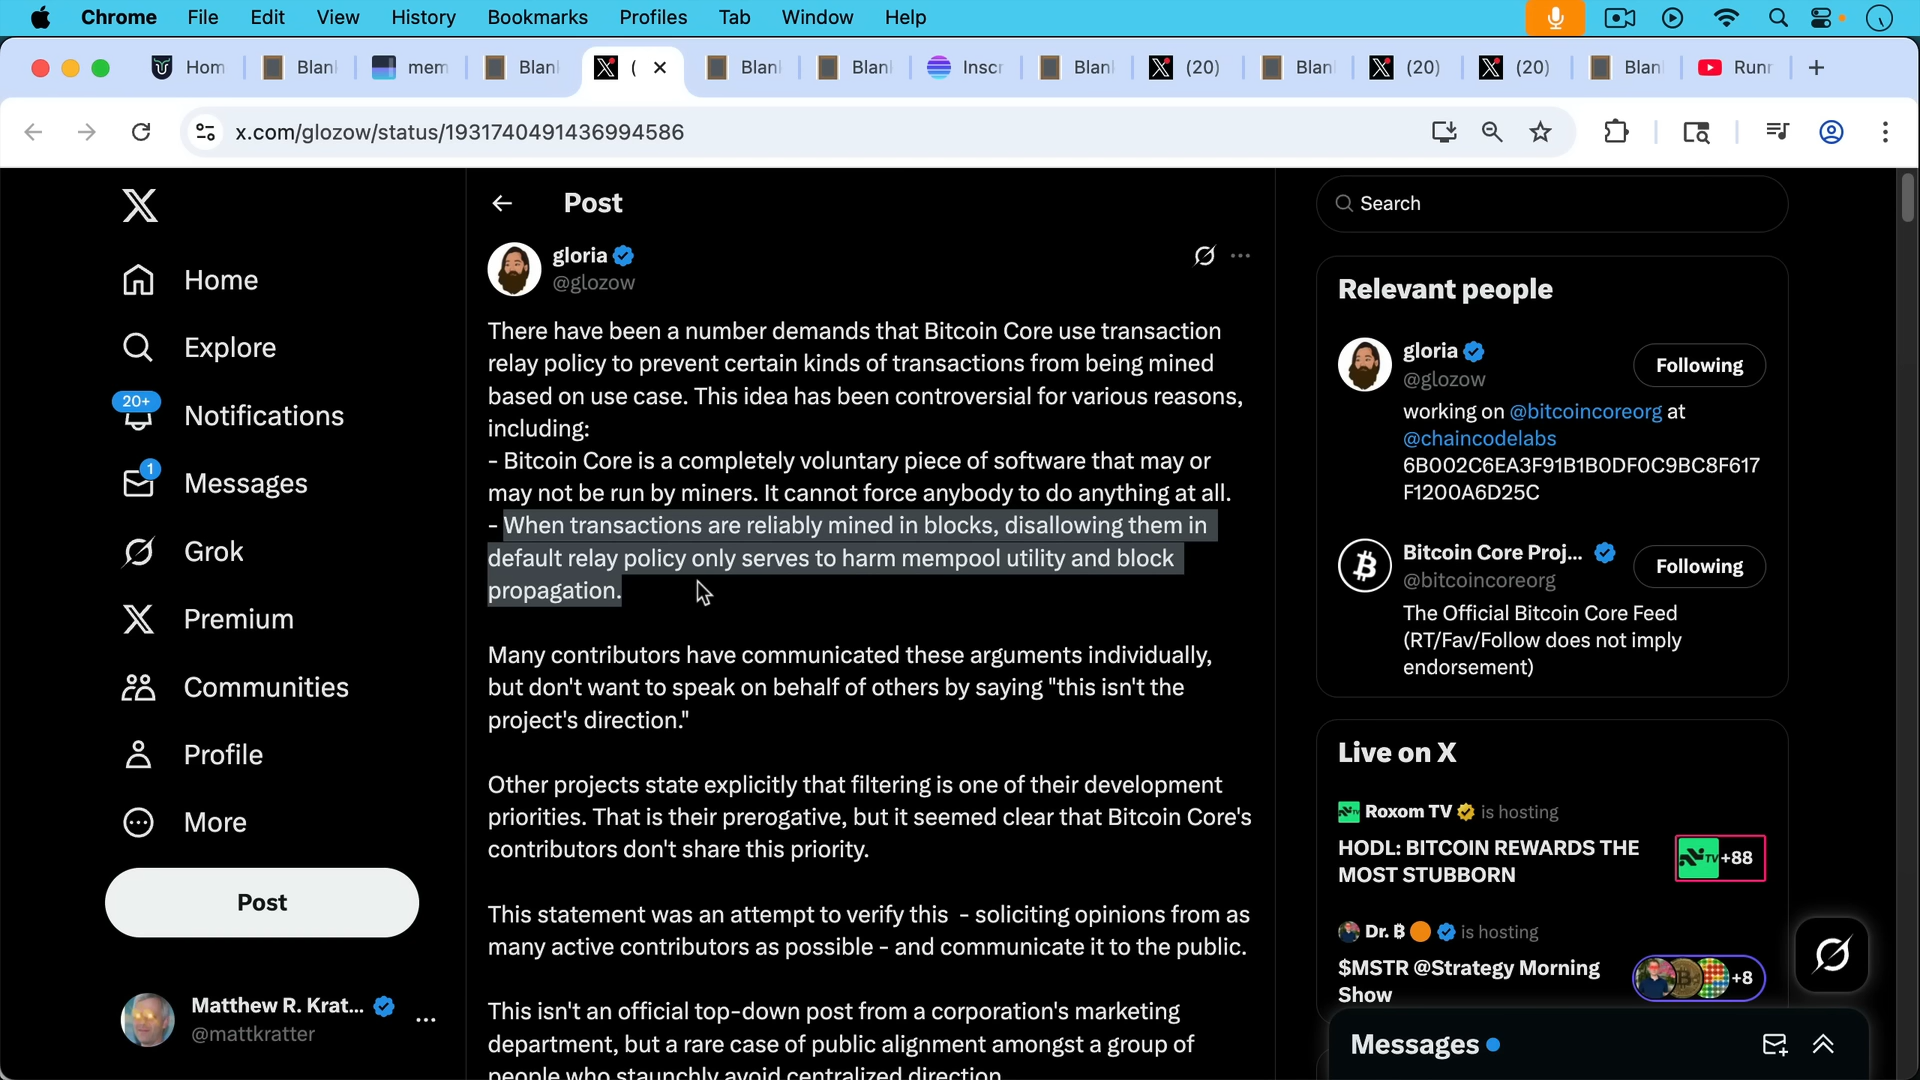 Chrome File Edit View History Bookmarks Profiles Tab Window Help
Hom
Blan
mem
Blan
(
Blan
Blan
Inscr
Blan
(20)
Blan
(20)
(20)
Blan
Runr
x.com/glozow/status/1931740491436994586
Home
Explore
20+
Notifications
1
Messages
Grok
Premium
Communities
Profile
More
Post
Matthew R. Krat...
@mattkratter
Post
gloria
@glozow
There have been a number demands that Bitcoin Core use transaction
relay policy to prevent certain kinds of transactions from being mined
based on use case. This idea has been controversial for various reasons,
including:
- Bitcoin Core is a completely voluntary piece of software that may or
may not be run by miners. It cannot force anybody to do anything at all.
- When transactions are reliably mined in blocks, disallowing them in
default relay policy only serves to harm mempool utility and block
propagation.
Many contributors have communicated these arguments individually,
but don't want to speak on behalf of others by saying "this isn't the
project's direction."
Other projects state explicitly that filtering is one of their development
priorities. That is their prerogative, but it seemed clear that Bitcoin Core's
contributors don't share this priority.
This statement was an attempt to verify this - soliciting opinions from as
many active contributors as possible - and communicate it to the public.
This isn't an official top-down post from a corporation's marketing
department, but a rare case of public alignment amongst a group of
people who staunchly avoid centralized direction.
Search
Relevant people
gloria
@glozow
Following
working on @bitcoincoreorg at
@chaincodelabs
6B002C6EA3F91B1B0DF0C9BC8F617
F1200A6D25C
Bitcoin Core Proj...
@bitcoincoreorg
Following
The Official Bitcoin Core Feed
(RT/Fav/Follow does not imply
endorsement)
Live on X
Roxom TV is hosting
HODL: BITCOIN REWARDS THE
MOST STUBBORN
TV +88
Dr. ₿ is hosting
$MSTR @Strategy Morning
Show
+8
Messages